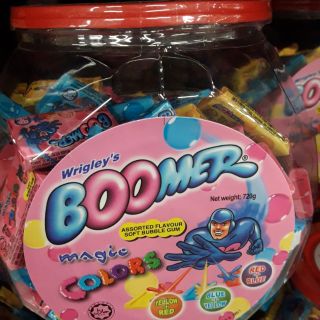 Wrigley's
BOOMER®
Net weight: 720g
ASSORTED FLAVOUR
SOFT BUBBLE GUM
magic
COLORS
YELLOW
RED
BLUE
YELLOW
RED
BLUE